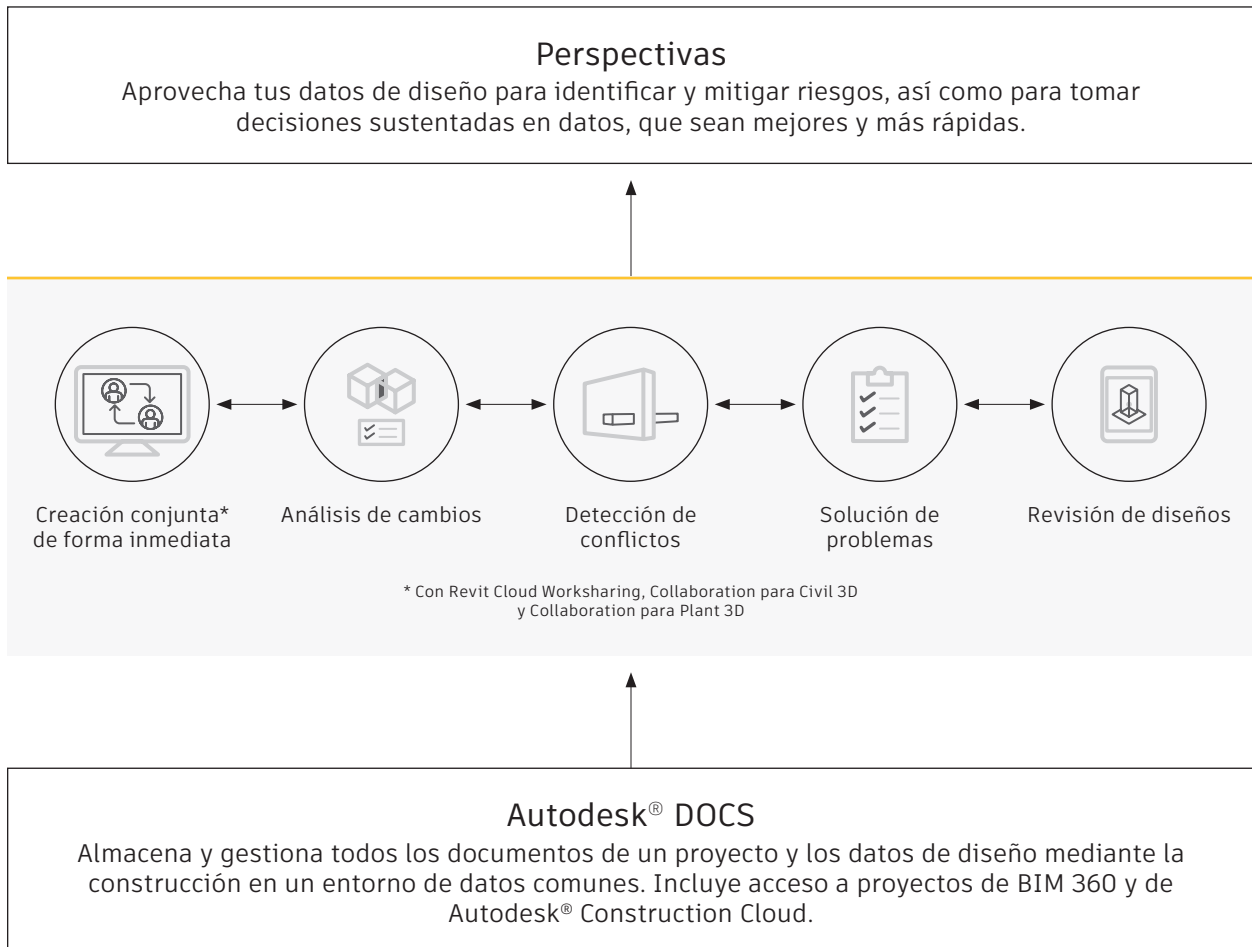 Perspectivas
Aprovecha tus datos de diseño para identificar y mitigar riesgos, así como para tomar
decisiones sustentadas en datos, que sean mejores y más rápidas.
Creación conjunta*
de forma inmediata
Análisis de cambios
Detección de
conflictos
Solución de
problemas
Revisión de diseños
* Con Revit Cloud Worksharing, Collaboration para Civil 3D
y Collaboration para Plant 3D
Autodesk® DOCS
Almacena y gestiona todos los documentos de un proyecto y los datos de diseño mediante la
construcción en un entorno de datos comunes. Incluye acceso a proyectos de BIM 360 y de
Autodesk® Construction Cloud.